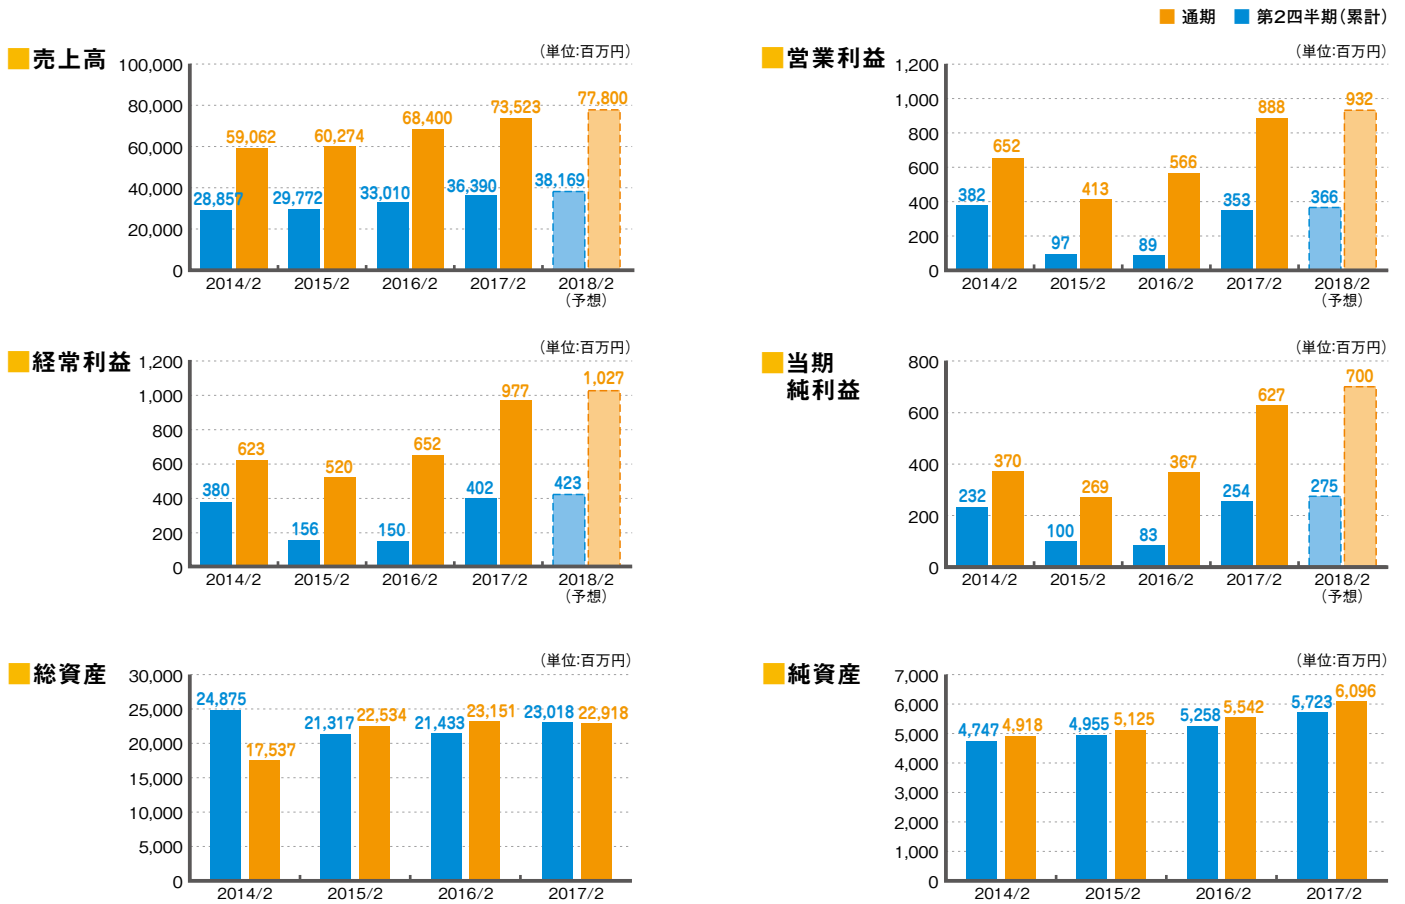 通期 第2四半期(累計)
売上高
(単位:百万円)
100,000
80,000
60,000
40,000
20,000
0
28,857 59,062 29,772 60,274 33,010 68,400 36,390 73,523 38,169 77,800
2014/2 2015/2 2016/2 2017/2 2018/2
(予想)
営業利益
(単位:百万円)
1,200
1,000
800
600
400
200
0
382 652 97 413 89 566 353 888 366 932
2014/2 2015/2 2016/2 2017/2 2018/2
(予想)
経常利益
(単位:百万円)
1,200
1,000
800
600
400
200
0
380 623 156 520 150 652 402 977 423 1,027
2014/2 2015/2 2016/2 2017/2 2018/2
(予想)
当期
純利益
(単位:百万円)
800
600
400
200
0
232 370 100 269 83 367 254 627 275 700
2014/2 2015/2 2016/2 2017/2 2018/2
(予想)
総資産
(単位:百万円)
30,000
25,000
20,000
15,000
10,000
5,000
0
24,875 17,537 21,317 22,534 21,433 23,151 23,018 22,918
2014/2 2015/2 2016/2 2017/2
純資産
(単位:百万円)
7,000
6,000
5,000
4,000
3,000
2,000
1,000
0
4,747 4,918 4,955 5,125 5,258 5,542 5,723 6,096
2014/2 2015/2 2016/2 2017/2